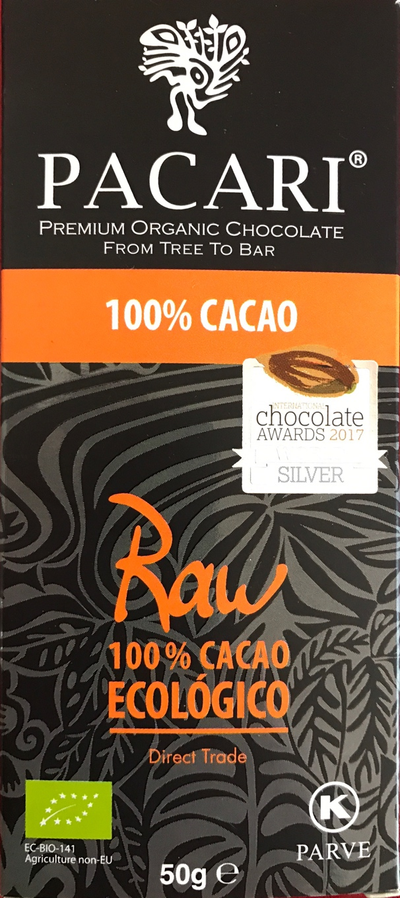 PACARI®
PREMIUM ORGANIC CHOCOLATE
FROM TREE TO BAR
100% CACAO
INTERNATIONAL
chocolate
AWARDS 2017
SILVER
Raw
100% CACAO
ECOLÓGICO
Direct Trade
EC-BIO-141
Agriculture non-EU
50g ℮
K
PARVE